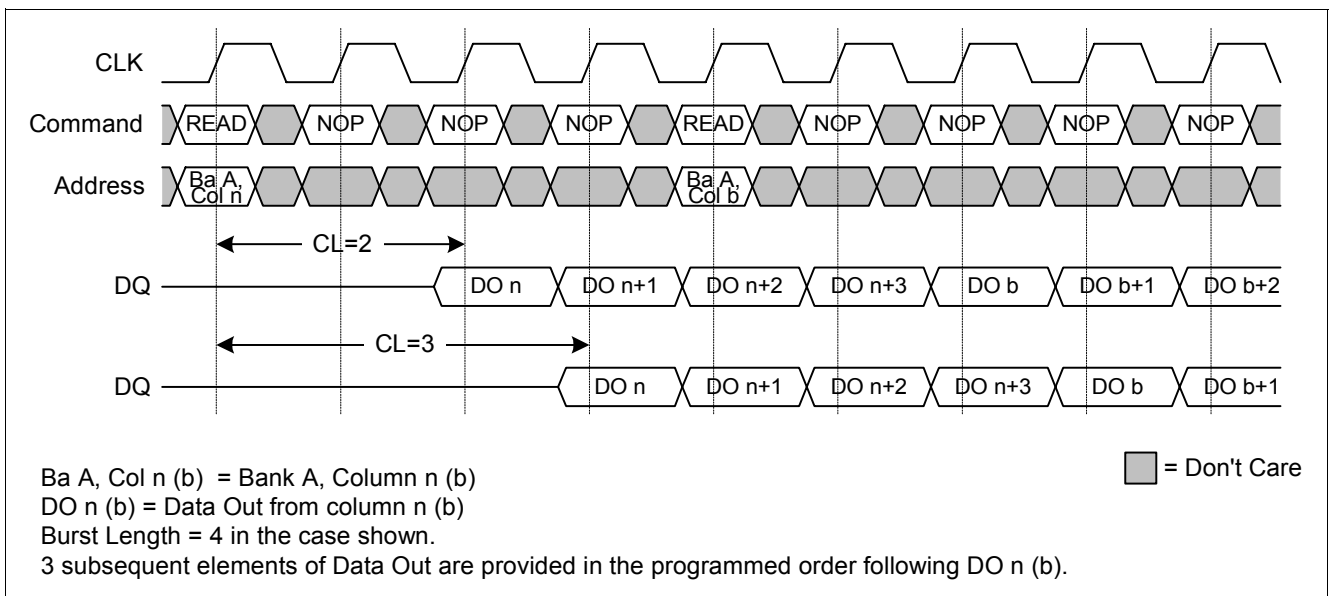 CLK
Command READ NOP NOP NOP READ NOP NOP NOP NOP
Address Ba A, Col n Ba A, Col b
CL=2
DQ DO n DO n+1 DO n+2 DO n+3 DO b DO b+1 DO b+2
CL=3
DQ DO n DO n+1 DO n+2 DO n+3 DO b DO b+1
Ba A, Col n (b) = Bank A, Column n (b)
= Don't Care
DO n (b) = Data Out from column n (b)
Burst Length = 4 in the case shown.
3 subsequent elements of Data Out are provided in the programmed order following DO n (b).